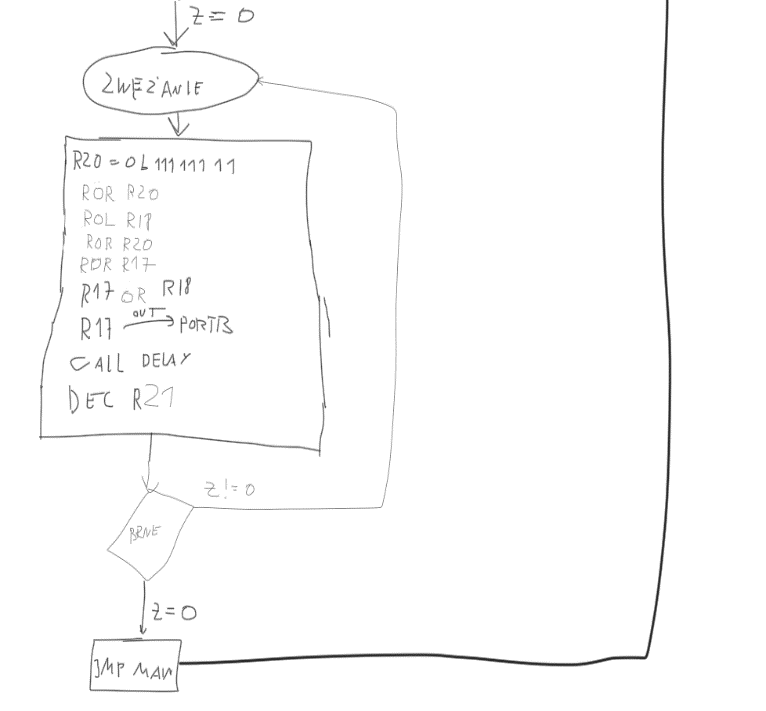 Z = 0
ZWĘŻANIE
R20 = 0b 111 111 11
ROR R20
ROL R18
ROR R20
ROR R17
R17 OR R18
R17 OUT PORTB
CALL DELAY
DEC R21
Z != 0
BRNE
Z = 0
JMP MAIN